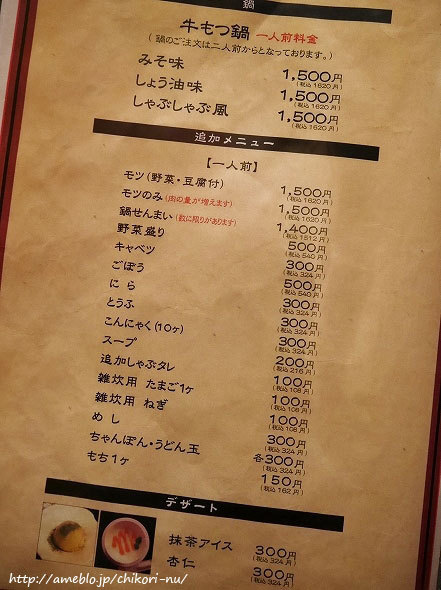 鍋
牛もつ鍋 一人前料金
(鍋のご注文は二人前からとなっております。)
みそ味 1,500円 (税込 1620円)
しょう油味 1,500円 (税込 1620円)
しゃぶしゃぶ風 1,500円 (税込 1620円)
追加メニュー
【一人前】
モツ(野菜・豆腐付) 1,500円 (税込 1620円)
モツのみ(肉の量が増えます) 1,500円 (税込 1620円)
鍋せんまい(数に限りがあります) 1,400円 (税込 1512円)
野菜盛り 500円 (税込 540円)
キャベツ 300円 (税込 324円)
ごぼう 500円 (税込 540円)
にら 300円 (税込 324円)
とうふ 300円 (税込 324円)
こんにゃく(10ヶ) 300円 (税込 324円)
スープ 200円 (税込 216円)
追加しゃぶタレ 100円 (税込 108円)
雑炊用 たまご1ヶ 100円 (税込 108円)
雑炊用 ねぎ 100円 (税込 108円)
めし 300円 (税込 324円)
ちゃんぽん・うどん玉 各300円 (税込 324円)
もち1ヶ 150円 (税込 162円)
デザート
抹茶アイス 300円 (税込 324円)
杏仁 300円 (税込 324円)
http://ameblo.jp/chikori-nu/